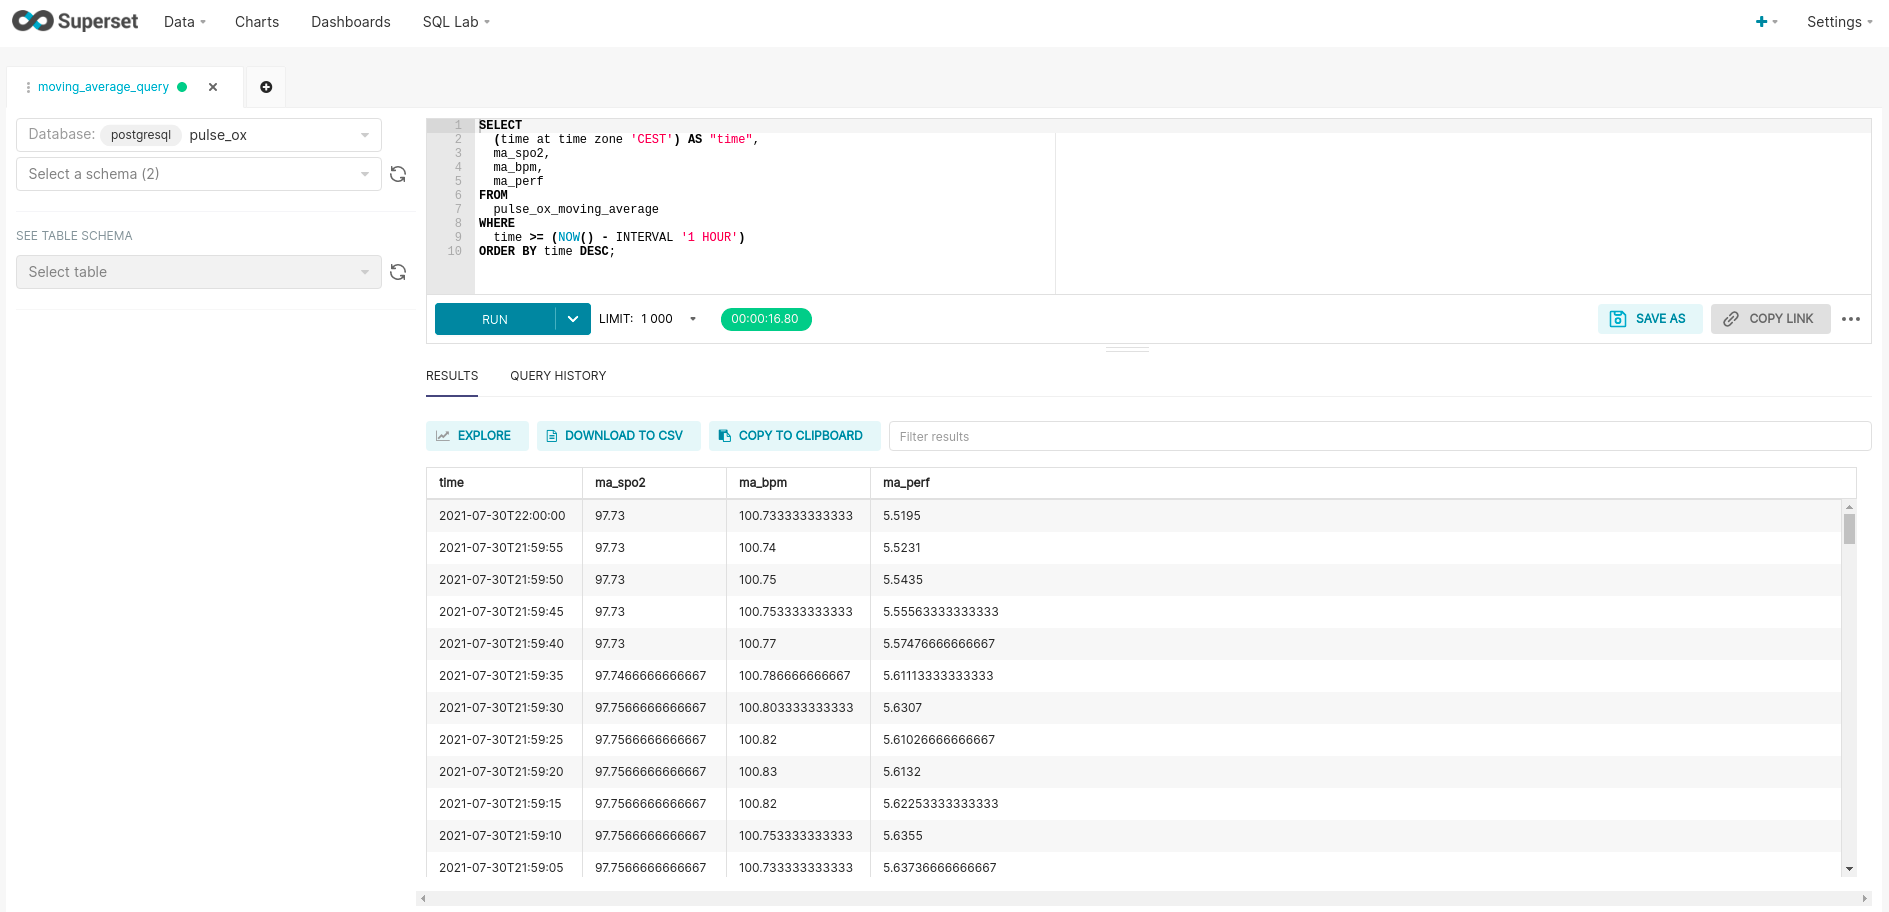 Superset Data Charts Dashboards SQL Lab Settings
moving_average_query
Database: postgresql pulse_ox
Select a schema (2)
SEE TABLE SCHEMA
Select table
1 SELECT
2 (time at time zone 'CEST') AS "time",
3 ma_spo2,
4 ma_bpm,
5 ma_perf
6 FROM
7 pulse_ox_moving_average
8 WHERE
9 time >= (NOW() - INTERVAL '1 HOUR')
10 ORDER BY time DESC;
RUN LIMIT: 1 000 00:00:16.80 SAVE AS COPY LINK
RESULTS QUERY HISTORY
EXPLORE DOWNLOAD TO CSV COPY TO CLIPBOARD Filter results
time ma_spo2 ma_bpm ma_perf
2021-07-30T22:00:00 97.73 100.733333333333 5.5195
2021-07-30T21:59:55 97.73 100.74 5.5231
2021-07-30T21:59:50 97.73 100.75 5.5435
2021-07-30T21:59:45 97.73 100.753333333333 5.55563333333333
2021-07-30T21:59:40 97.73 100.77 5.57476666666667
2021-07-30T21:59:35 97.7466666666667 100.786666666667 5.61113333333333
2021-07-30T21:59:30 97.7566666666667 100.803333333333 5.6307
2021-07-30T21:59:25 97.7566666666667 100.82 5.61026666666667
2021-07-30T21:59:20 97.7566666666667 100.83 5.6132
2021-07-30T21:59:15 97.7566666666667 100.82 5.62253333333333
2021-07-30T21:59:10 97.7566666666667 100.753333333333 5.6355
2021-07-30T21:59:05 97.7566666666667 100.733333333333 5.63736666666667